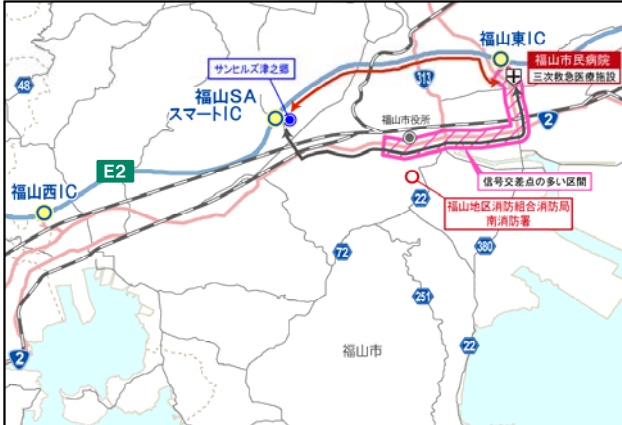 福山東IC
福山市民病院
三次救急医療施設
サンヒルズ津之郷
48
313
福山SA
スマートIC
福山市役所
2
E2
信号交差点の多い区間
福山西IC
福山地区消防組合消防局
南消防署
22
72
380
251
22
福山市
2